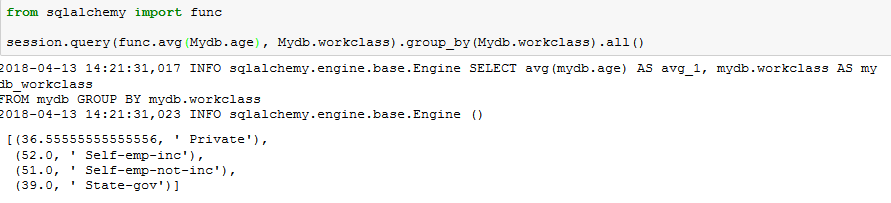 from sqlalchemy import func
session.query(func.avg(Mydb.age), Mydb.workclass).group_by(Mydb.workclass).all()
2018-04-13 14:21:31,017 INFO sqlalchemy.engine.base.Engine SELECT avg(mydb.age) AS avg_1, mydb.workclass AS my
db_workclass
FROM mydb GROUP BY mydb.workclass
2018-04-13 14:21:31,023 INFO sqlalchemy.engine.base.Engine ()
[(36.55555555555556, ' Private'),
(52.0, ' Self-emp-inc'),
(51.0, ' Self-emp-not-inc'),
(39.0, ' State-gov')]